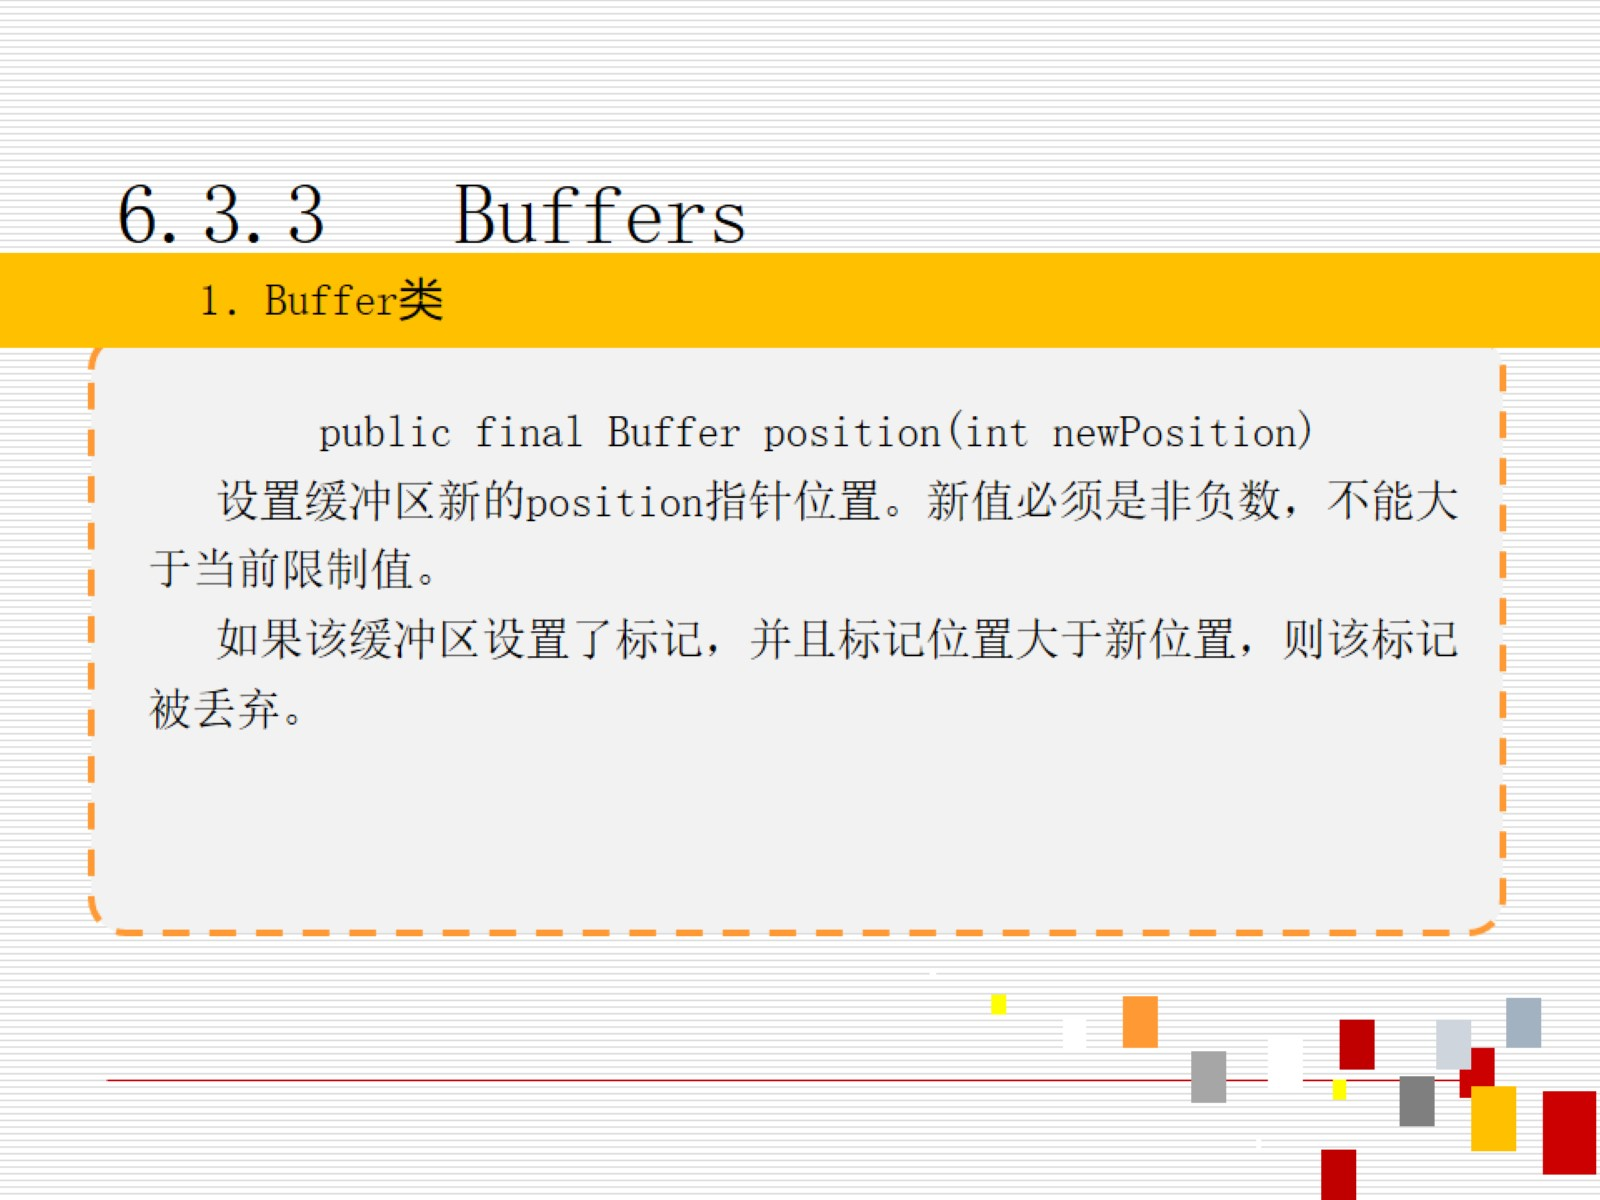 6.3.3 Buffers
1. Buffer类
public final Buffer position(int newPosition)
设置缓冲区新的position指针位置。新值必须是非负数，不能大
于当前限制值。
如果该缓冲区设置了标记，并且标记位置大于新位置，则该标记
被丢弃。